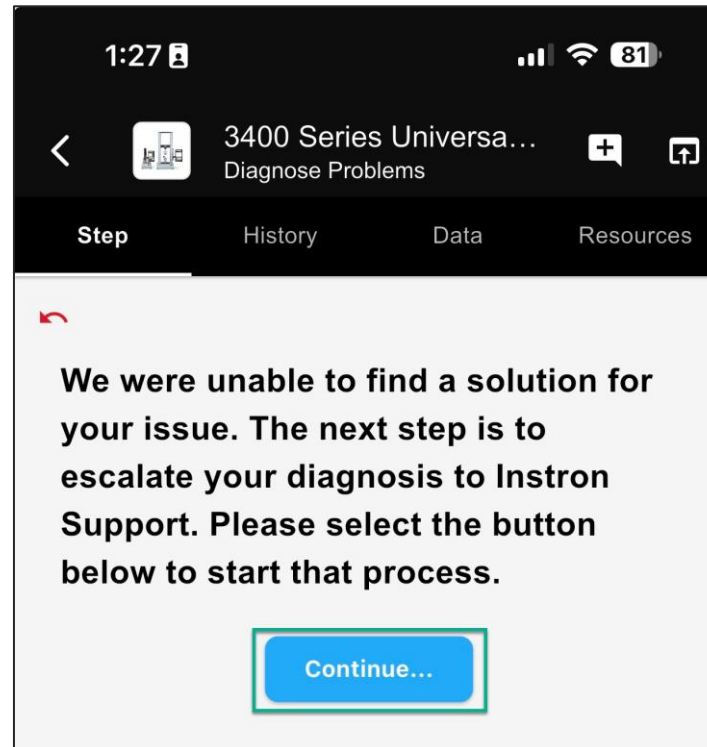 1:27 81
3400 Series Universa...
Diagnose Problems
Step History Data Resources
We were unable to find a solution for
your issue. The next step is to
escalate your diagnosis to Instron
Support. Please select the button
below to start that process.
Continue...